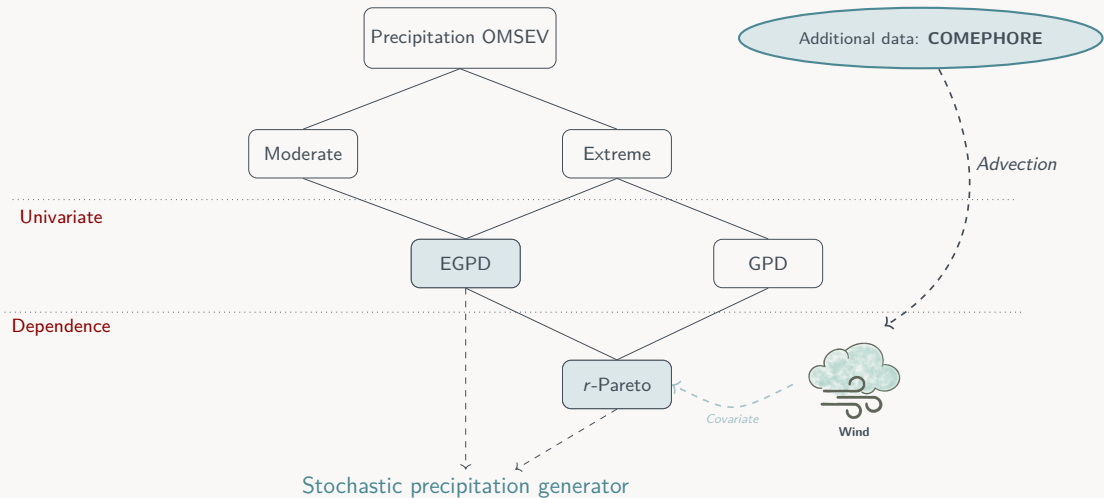 Precipitation OMSEV
Additional data: COMEPHORE
Moderate
Extreme
Advection
Univariate
EGPD
GPD
Dependence
r-Pareto
Covariate
Wind
Stochastic precipitation generator